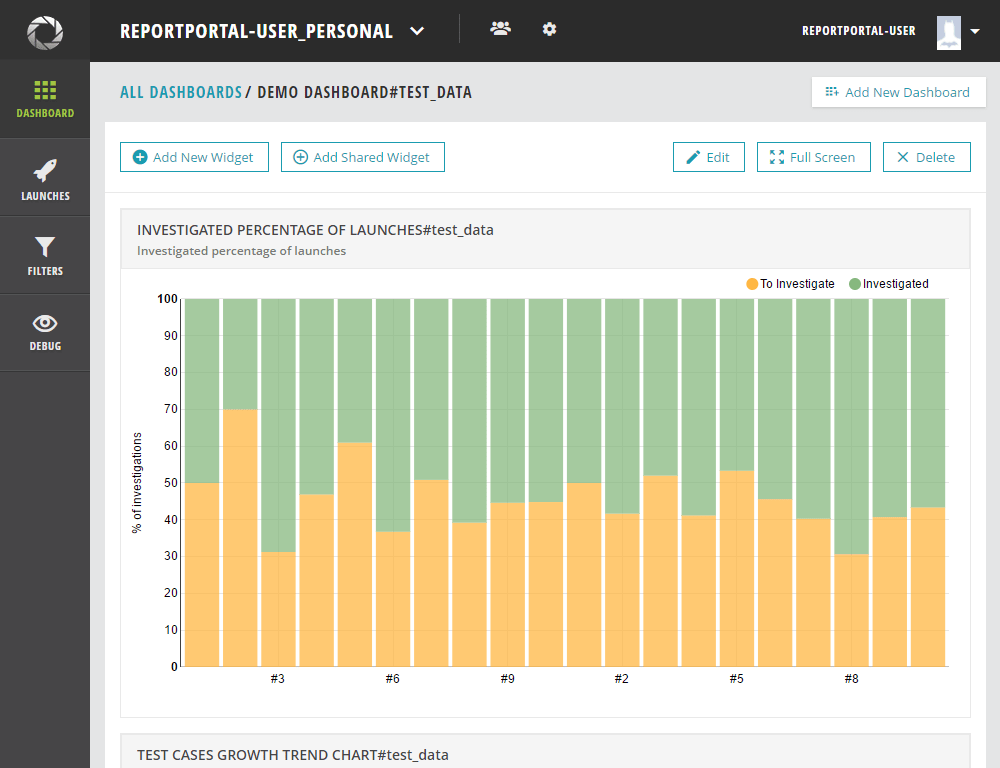 REPORTPORTAL-USER_PERSONAL
REPORTPORTAL-USER
DASHBOARD
LAUNCHES
FILTERS
DEBUG
ALL DASHBOARDS / DEMO DASHBOARD#TEST_DATA
Add New Dashboard
Add New Widget
Add Shared Widget
Edit
Full Screen
Delete
INVESTIGATED PERCENTAGE OF LAUNCHES#test_data
Investigated percentage of launches
To Investigate
Investigated
% of investigations
100
90
80
70
60
50
40
30
20
10
0
#3
#6
#9
#2
#5
#8
TEST CASES GROWTH TREND CHART#test_data